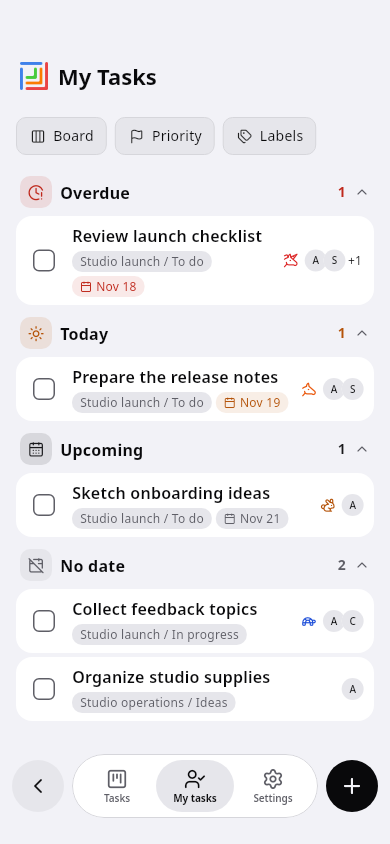 My Tasks
Board
Priority
Labels
Overdue
1
Review launch checklist
Studio launch / To do
A
S
+1
Nov 18
Today
1
Prepare the release notes
Studio launch / To do
Nov 19
A
S
Upcoming
1
Sketch onboarding ideas
Studio launch / To do
Nov 21
A
No date
2
Collect feedback topics
Studio launch / In progress
A
C
Organize studio supplies
Studio operations / Ideas
A
Tasks
My tasks
Settings